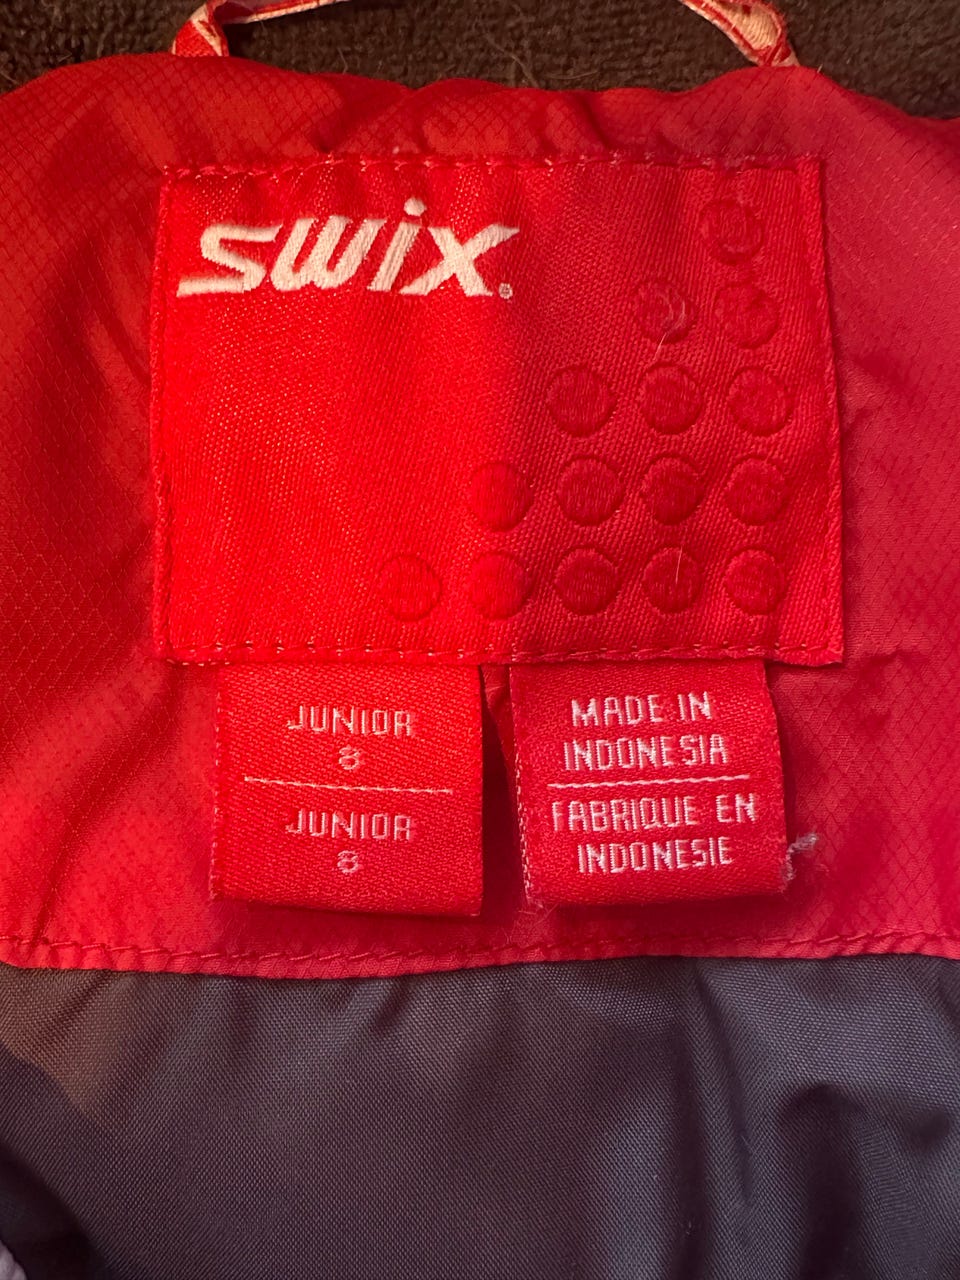 SWiX®
JUNIOR
8
JUNIOR
8
MADE IN
INDONESIA
FABRIQUE EN
INDONESIE